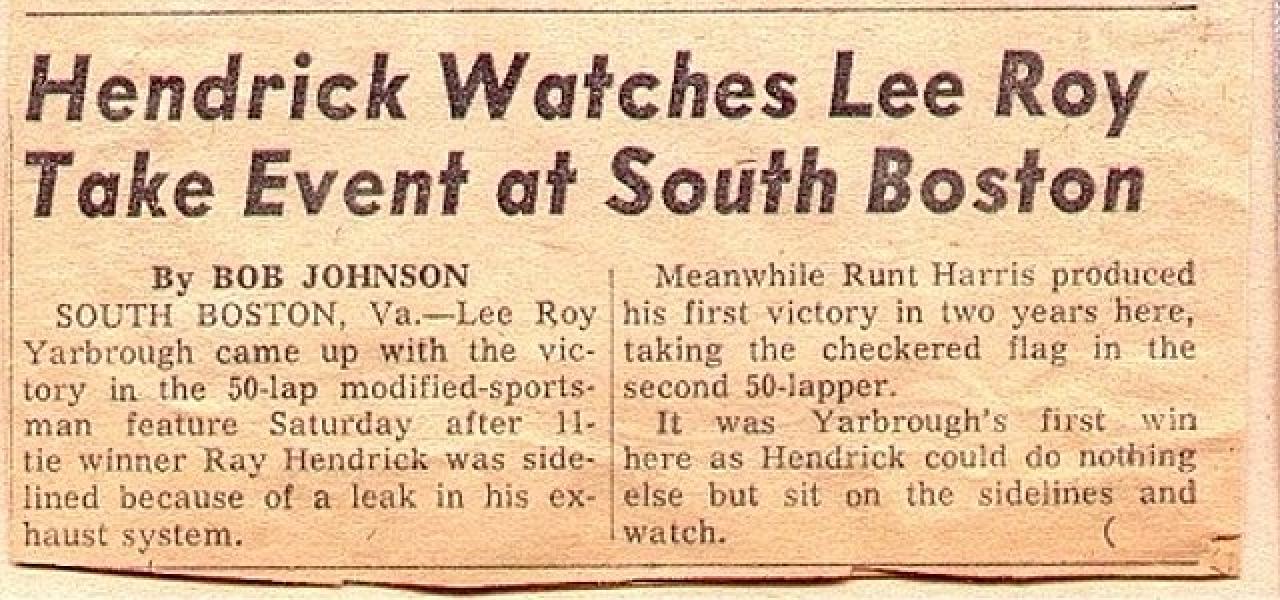 Hendrick Watches Lee Roy
Take Event at South Boston
By BOB JOHNSON
SOUTH BOSTON, Va.—Lee Roy
Yarbrough came up with the vic-
tory in the 50-lap modified-sports-
man feature Saturday after 11-
tie winner Ray Hendrick was side-
lined because of a leak in his ex-
haust system.
Meanwhile Runt Harris produced
his first victory in two years here,
taking the checkered flag in the
second 50-lapper.
It was Yarbrough's first win
here as Hendrick could do nothing
else but sit on the sidelines and
watch. (